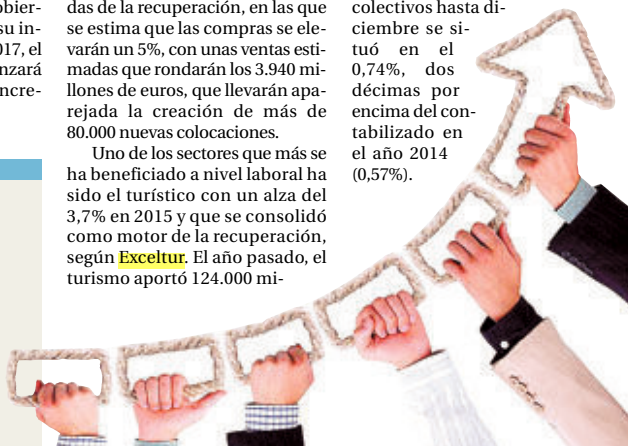 obier-
su in-
017, el
nzará
ncre-
das de la recuperación, en las que
se estima que las compras se ele-
varán un 5%, con unas ventas esti-
madas que rondarán los 3.940 mi-
llones de euros, que llevarán apa-
rejada la creación de más de
80.000 nuevas colocaciones.
Uno de los sectores que más se
ha beneficiado a nivel laboral ha
sido el turístico con un alza del
3,7% en 2015 y que se consolidó
como motor de la recuperación,
según Exceltur. El año pasado, el
turismo aportó 124.000 mi-
colectivos hasta di-
ciembre se si-
tuó en el
0,74%, dos
décimas por
encima del con-
tabilizado en
el año 2014
(0,57%).